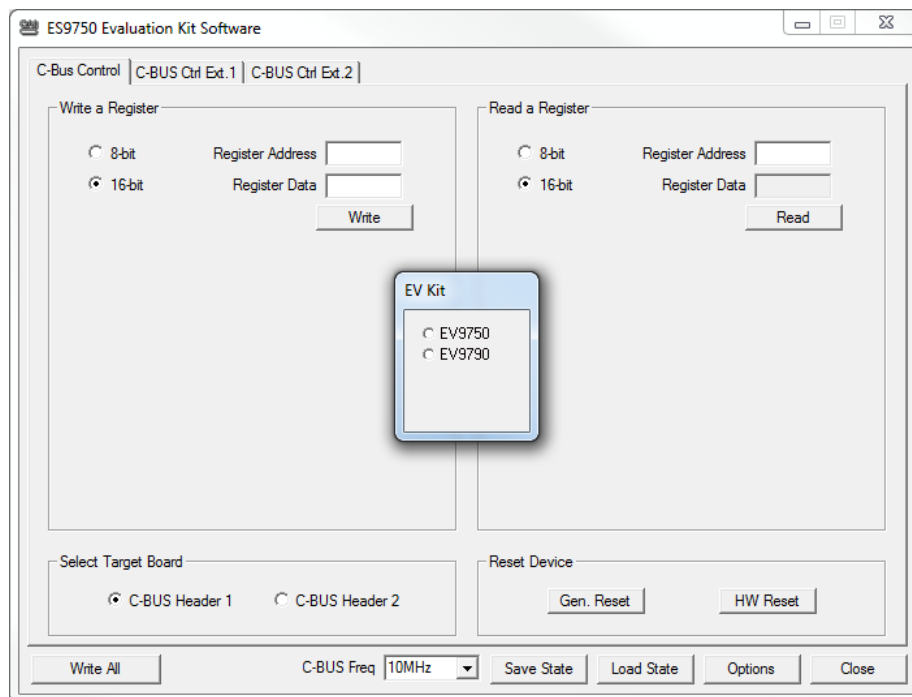 ES9750 Evaluation Kit Software
C-Bus Control C-BUS Ctrl Ext.1 C-BUS Ctrl Ext.2
Write a Register
8-bit Register Address
16-bit Register Data
Write
Read a Register
8-bit Register Address
16-bit Register Data
Read
EV Kit
EV9750
EV9790
Select Target Board
C-BUS Header 1 C-BUS Header 2
Reset Device
Gen. Reset HW Reset
Write All C-BUS Freq 10MHz Save State Load State Options Close